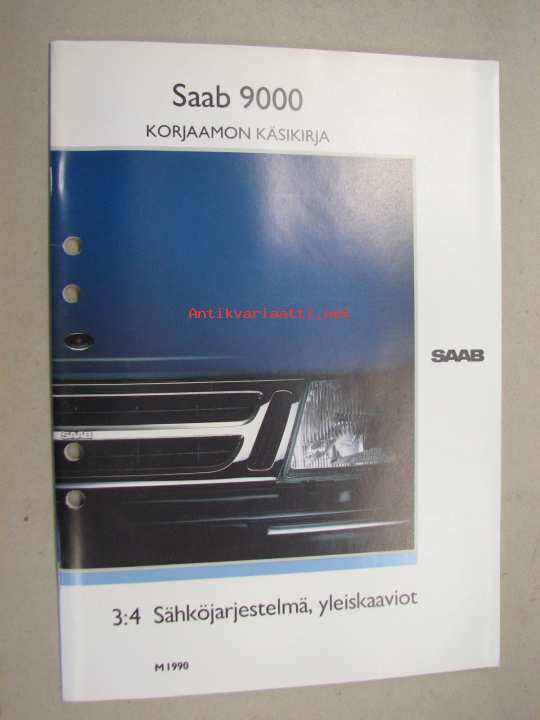 Saab 9000
KORJAAMON KÄSIKIRJA
Antikvariaatti.net
SAAB
SAAB
3:4 Sähköjarjestelmä, yleiskaaviot
M 1990